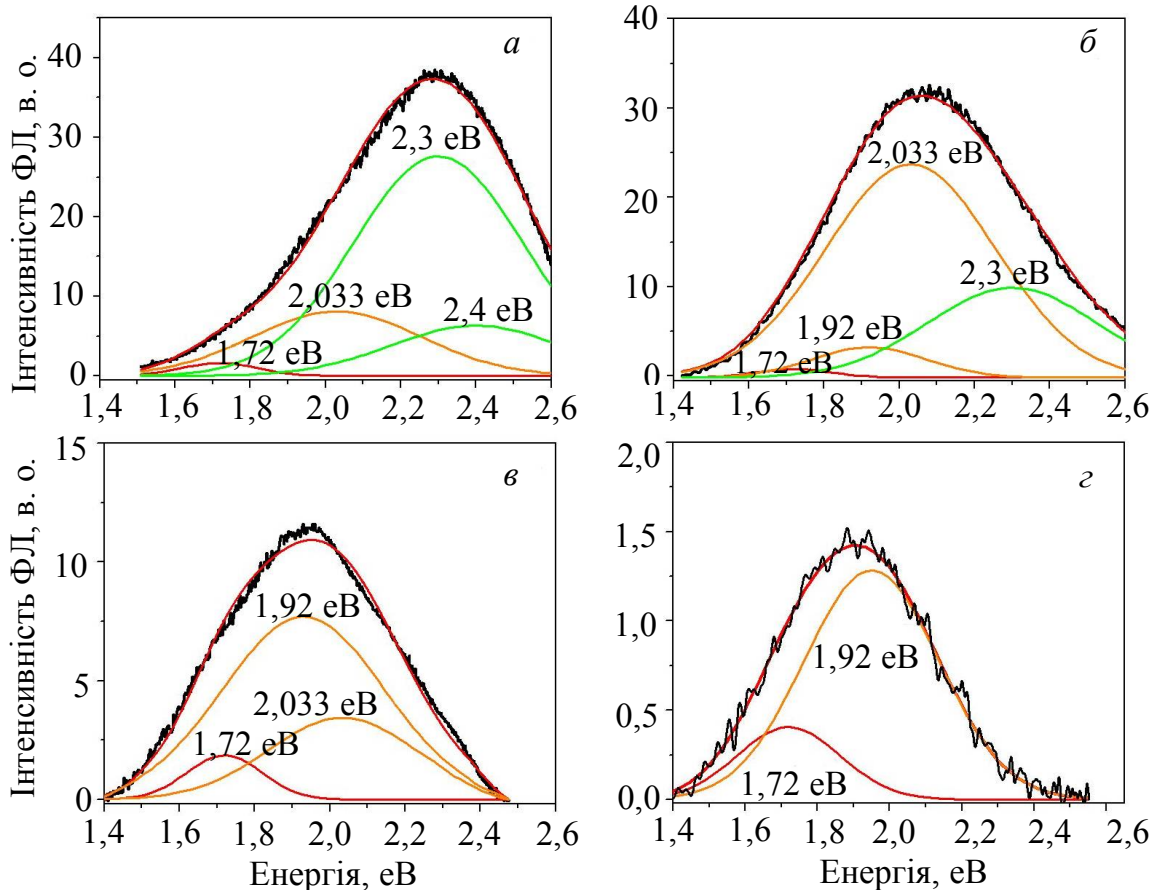 а
Інтенсивність ФЛ, в. о.
40
30
20
10
0
2,3 еВ
2,033 еВ
2,4 еВ
1,72 еВ
1,4 1,6 1,8 2,0 2,2 2,4 2,6
б
40
30
20
10
0
2,033 еВ
2,3 еВ
1,92 еВ
1,72 еВ
1,4 1,6 1,8 2,0 2,2 2,4 2,6
в
Інтенсивність ФЛ, в. о.
15
10
5
0
1,92 еВ
2,033 еВ
1,72 еВ
1,4 1,6 1,8 2,0 2,2 2,4 2,6
Енергія, еВ
г
2,0
1,5
1,0
0,5
0,0
1,92 еВ
1,72 еВ
1,4 1,6 1,8 2,0 2,2 2,4 2,6
Енергія, еВ